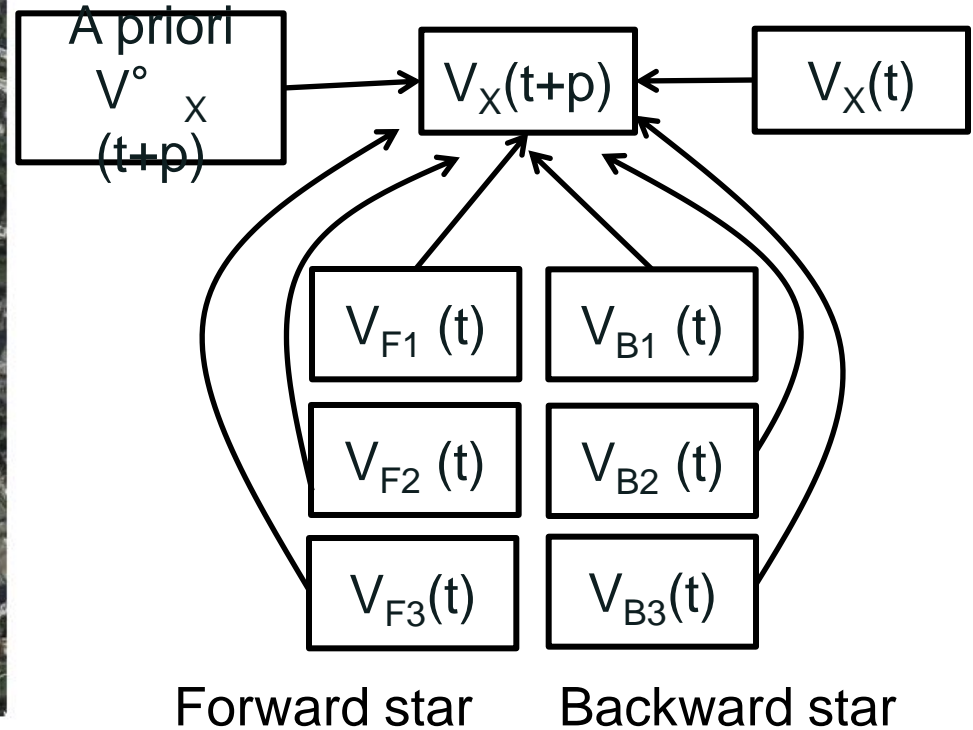 A priori
V°X
(t+p)
VX(t+p)
VX(t)
VF1 (t)
VB1 (t)
VF2 (t)
VB2 (t)
VF3(t)
VB3(t)
Forward star
Backward star